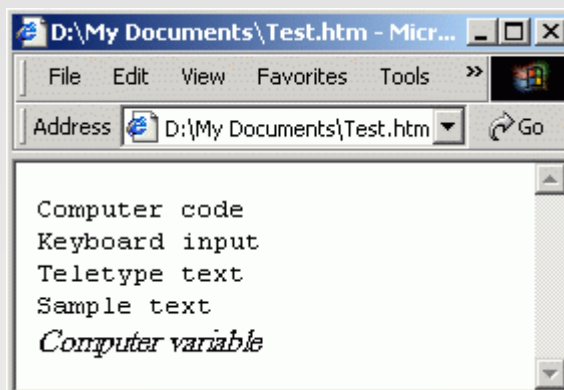 D:\My Documents\Test.htm - Micr...
File Edit View Favorites Tools »
Address D:\My Documents\Test.htm Go
Computer code
Keyboard input
Teletype text
Sample text
Computer variable